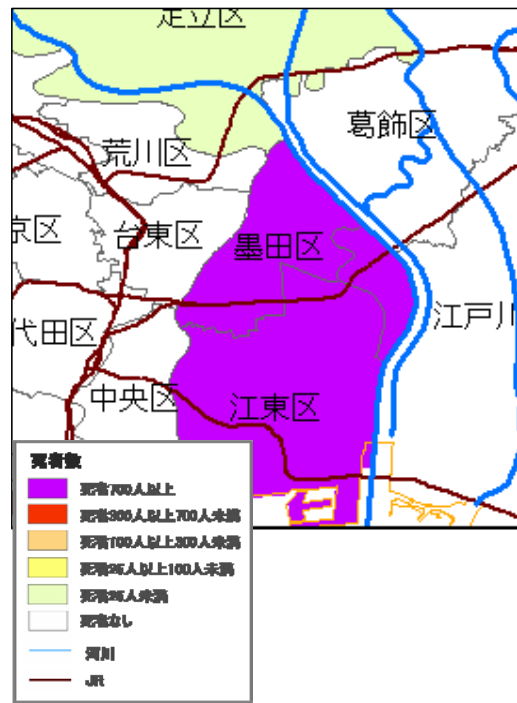 足立区
荒川区
葛飾区
京区
台東区
墨田区
代田区
江戸川
中央区
江東区
死者数
死者700人以上
死者300人以上700人未満
死者100人以上300人未満
死者25人以上100人未満
死者25人未満
死者なし
河川
JR